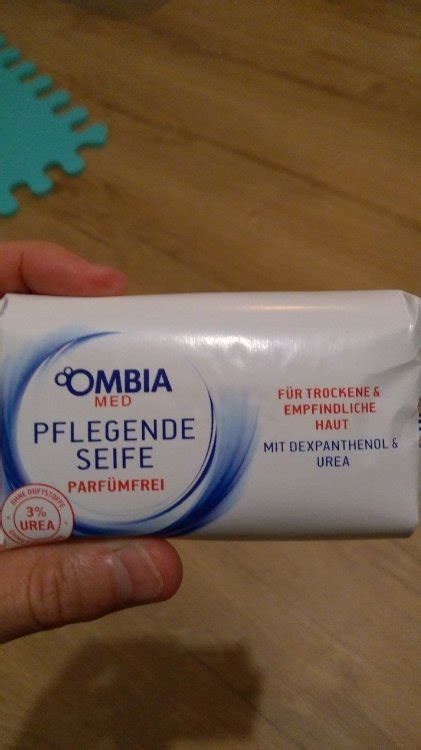 OMBIA
MED
PFLEGENDE
SEIFE
PARFÜMFREI
OHNE DUFTSTOFFE
3%
UREA
FÜR TROCKENE &
EMPFINDLICHE
HAUT
MIT DEXPANTHENOL &
UREA